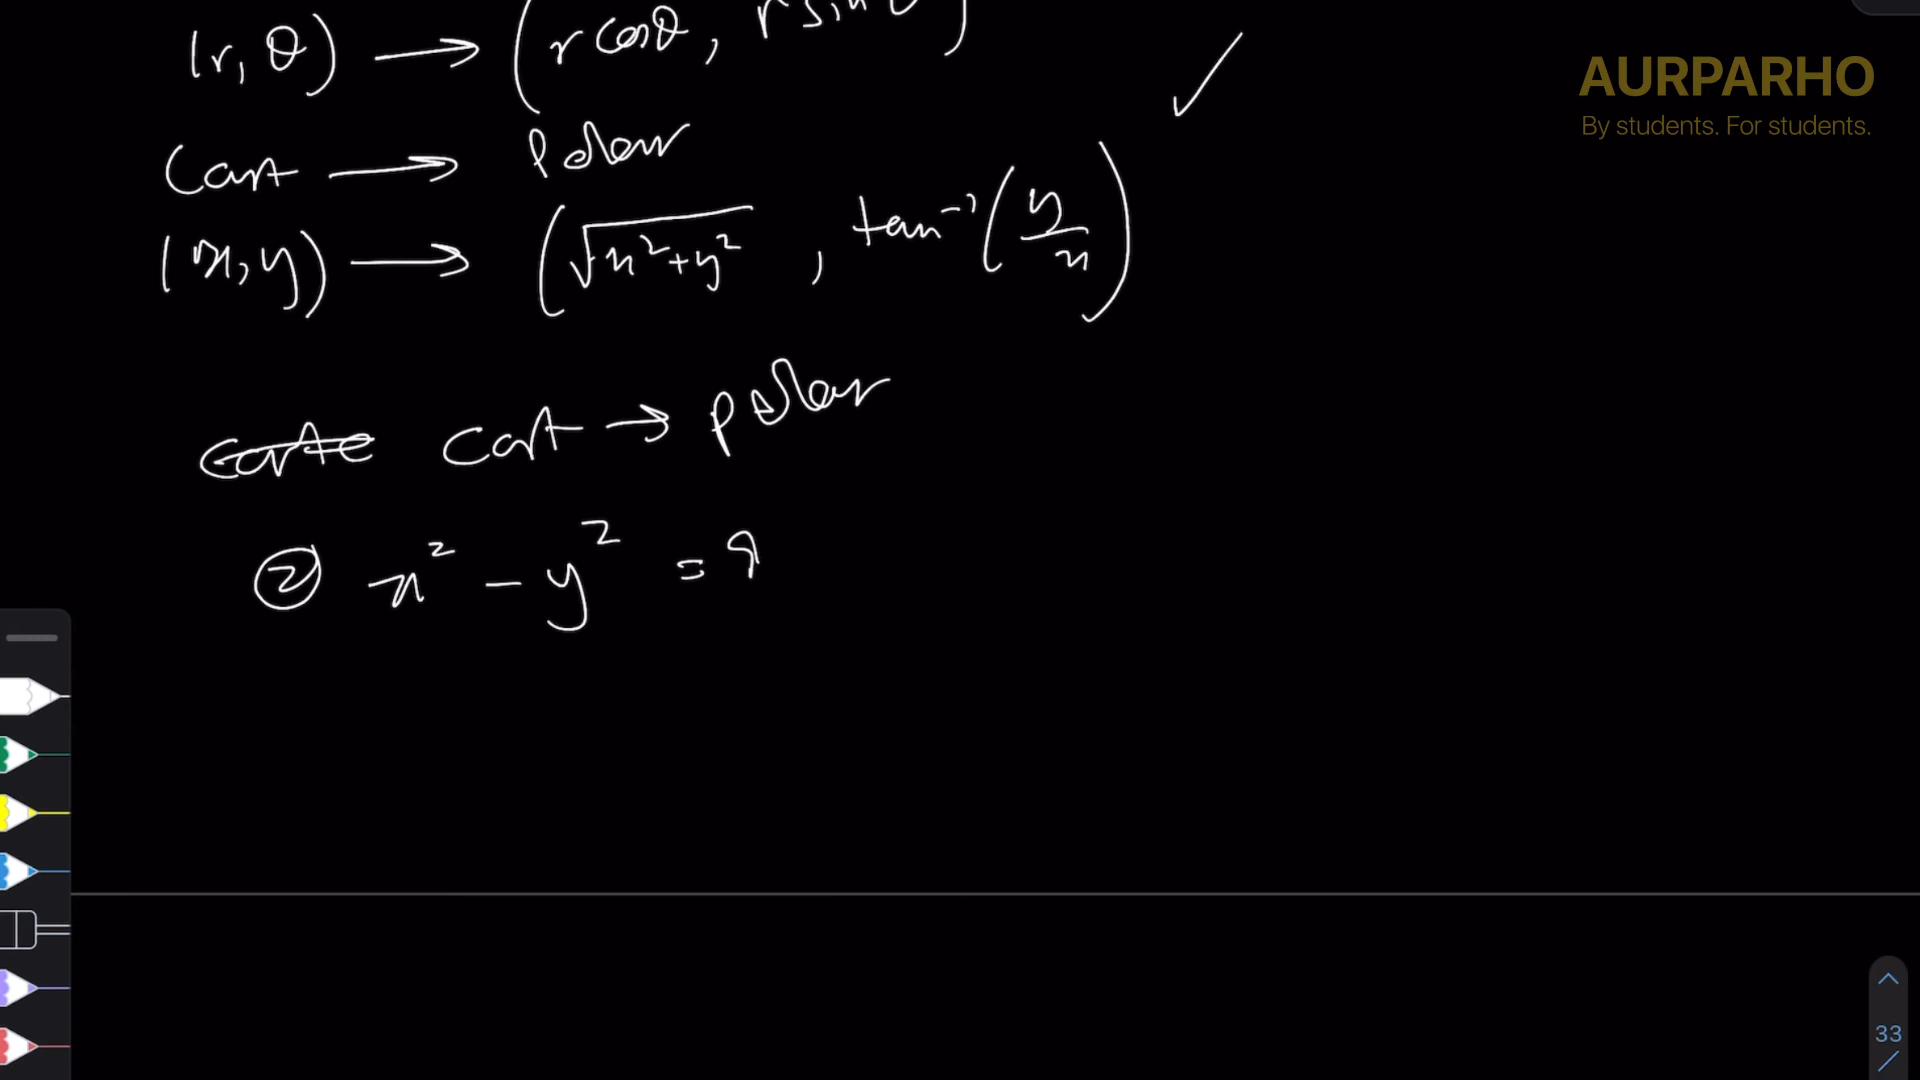 (r, θ) → (r cosθ, r sinθ)
AURPARHO
By students. For students.
Cart → Polar
(x, y) → (√x²+y², tan⁻¹(y/x)) ✓
Carte Cart → polar
② x² - y² = 9
33
/